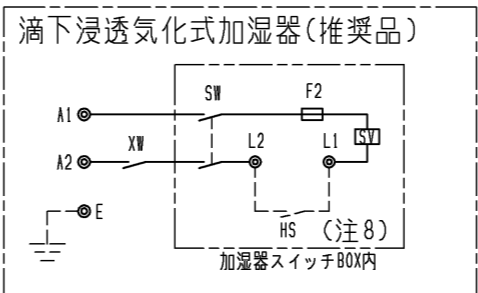 滴下浸透気化式加湿器(推奨品)
SW
F2
A1
SV
XW
L2
L1
A2
E
HS (注8)
加湿器スイッチBOX内